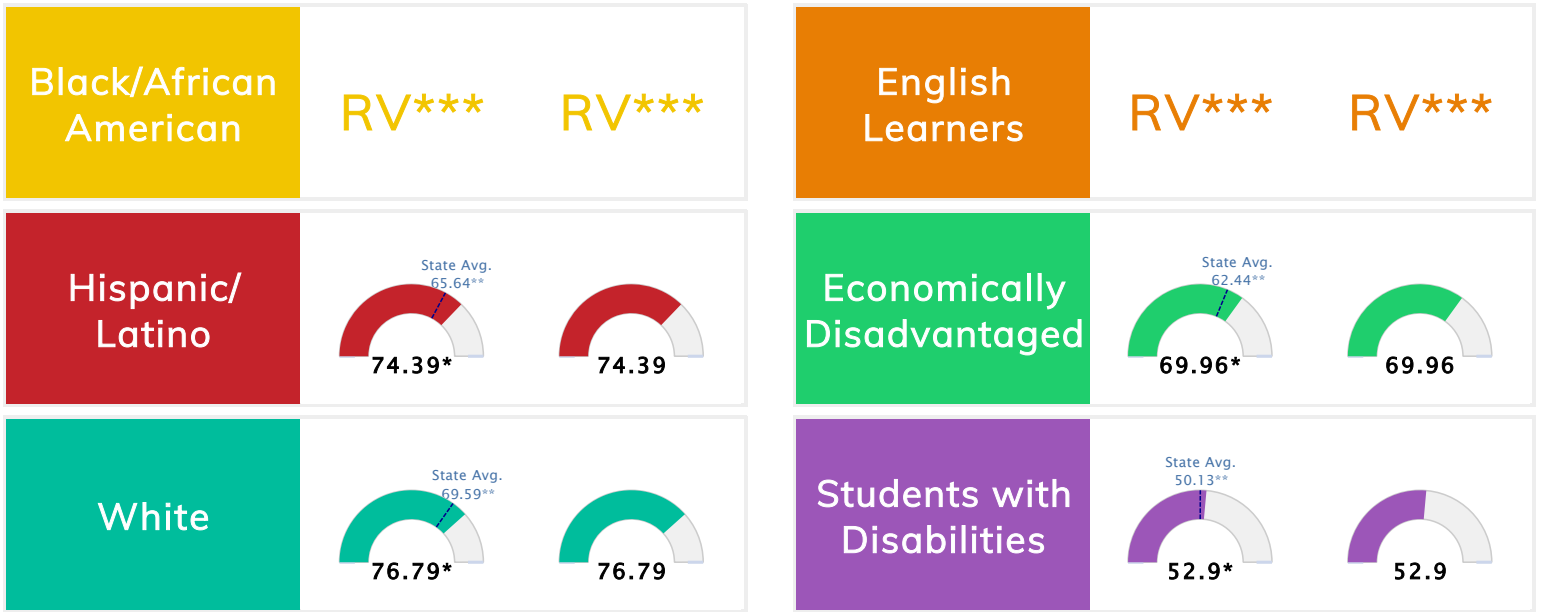 Black/African
American
RV*** RV***
English
Learners
RV*** RV***
Hispanic/
Latino
State Avg.
65.64**
74.39* 74.39
Economically
Disadvantaged
State Avg.
62.44**
69.96* 69.96
White
State Avg.
69.59**
76.79* 76.79
Students with
Disabilities
State Avg.
50.13**
52.9* 52.9